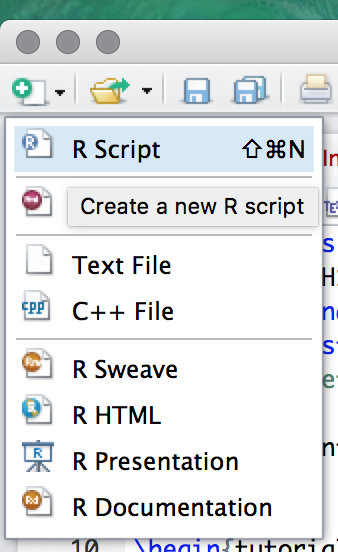 R Script ⇧⌘N
Create a new R script
Text File
C++ File
R Sweave
R HTML
R Presentation
R Documentation
10 \begin{tutorial